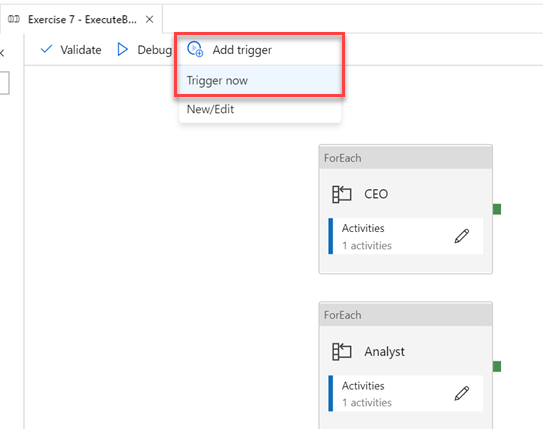 Exercise 7 - ExecuteB...
Validate Debug Add trigger
Trigger now
New/Edit
ForEach
CEO
Activities
1 activities
ForEach
Analyst
Activities
1 activities